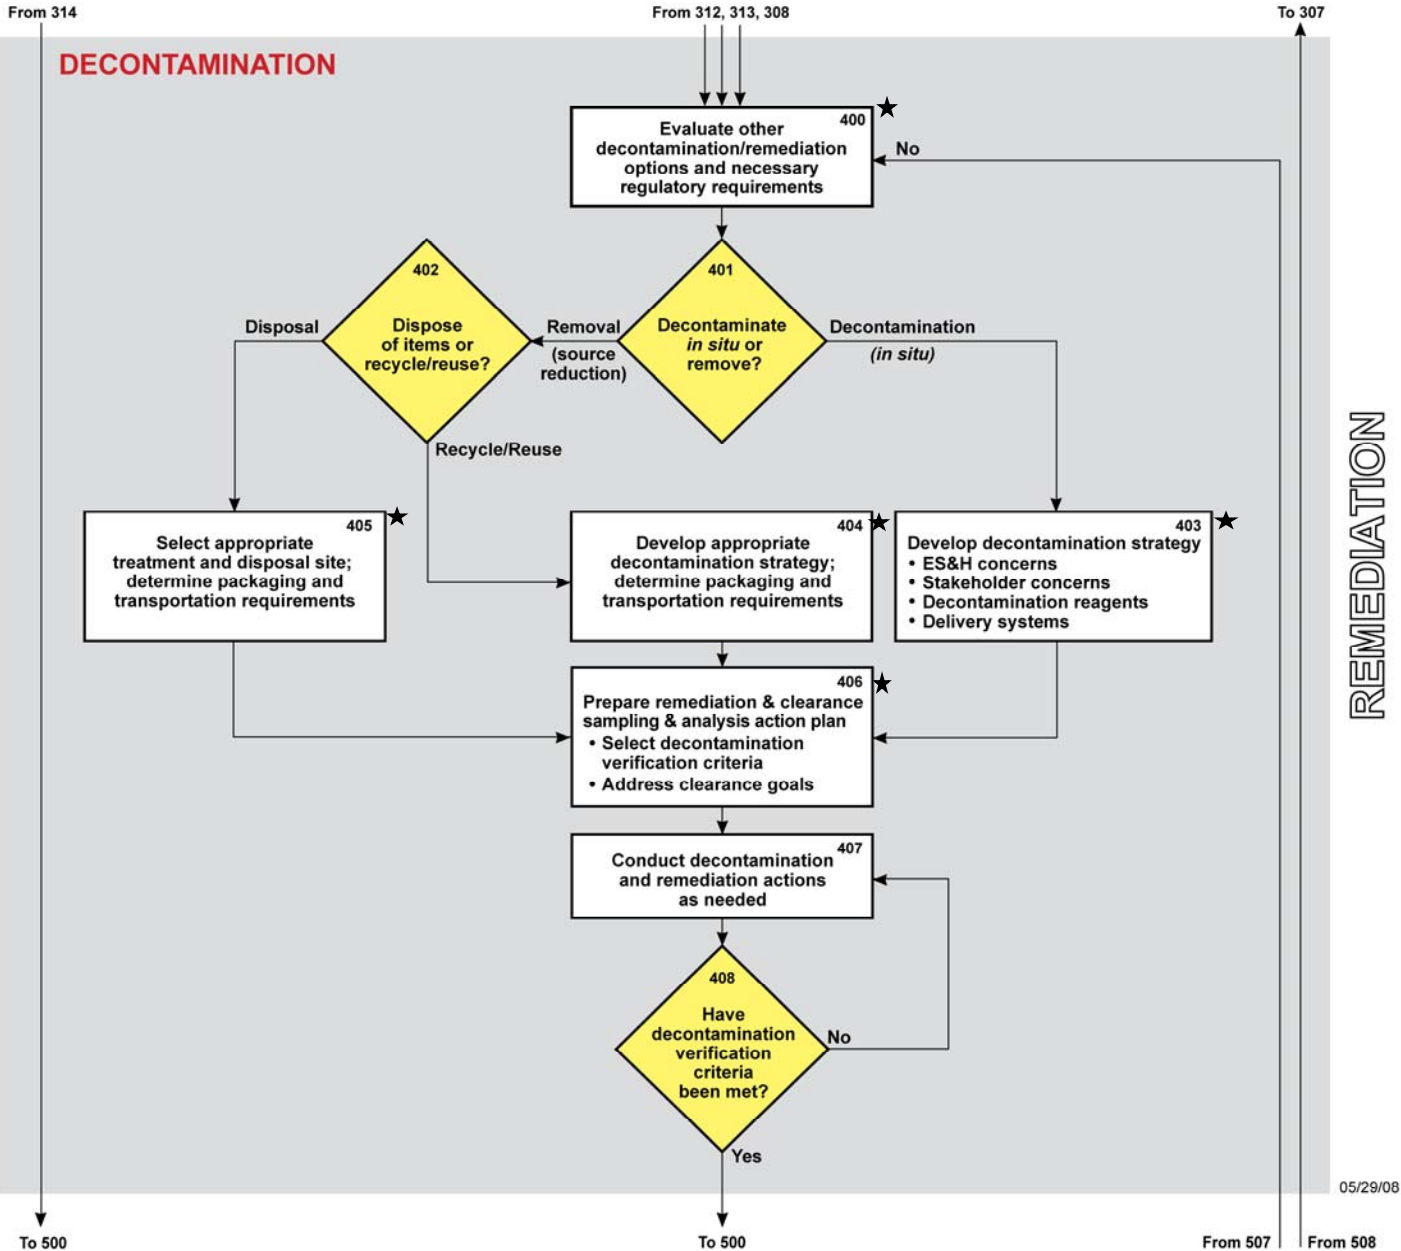 From 314
From 312, 313, 308
To 307
DECONTAMINATION
400
Evaluate other
decontamination/remediation
options and necessary
regulatory requirements
No
402
Dispose
of items or
recycle/reuse?
401
Decontaminate
in situ or
remove?
Disposal
Removal
(source
reduction)
Decontamination
(in situ)
Recycle/Reuse
405
Select appropriate
treatment and disposal site;
determine packaging and
transportation requirements
404
Develop appropriate
decontamination strategy;
determine packaging and
transportation requirements
403
Develop decontamination strategy
• ES&H concerns
• Stakeholder concerns
• Decontamination reagents
• Delivery systems
REMEDIATION
406
Prepare remediation & clearance
sampling & analysis action plan
• Select decontamination
verification criteria
• Address clearance goals
407
Conduct decontamination
and remediation actions
as needed
408
Have
decontamination
verification
criteria
been met?
No
Yes
05/29/08
To 500
To 500
From 507
From 508